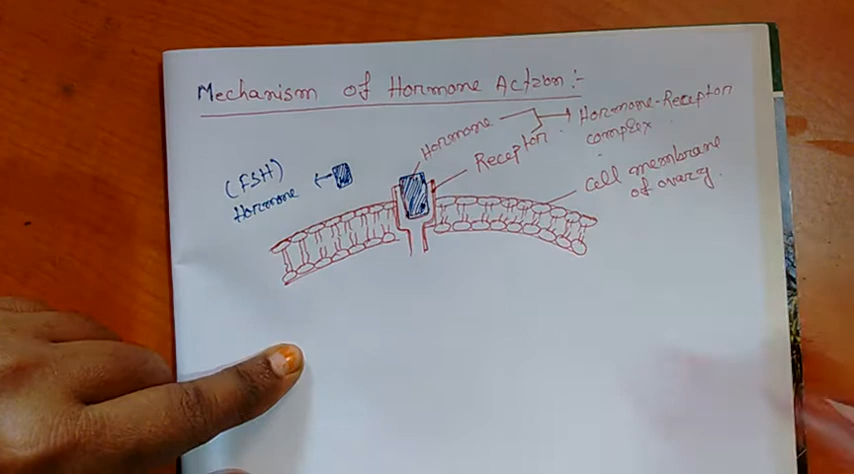 Mechanism of Hormone Action:-
Hormone
Receptor
Hormone-Receptor
complex
(FSH)
Hormone
Cell membrane
of ovary